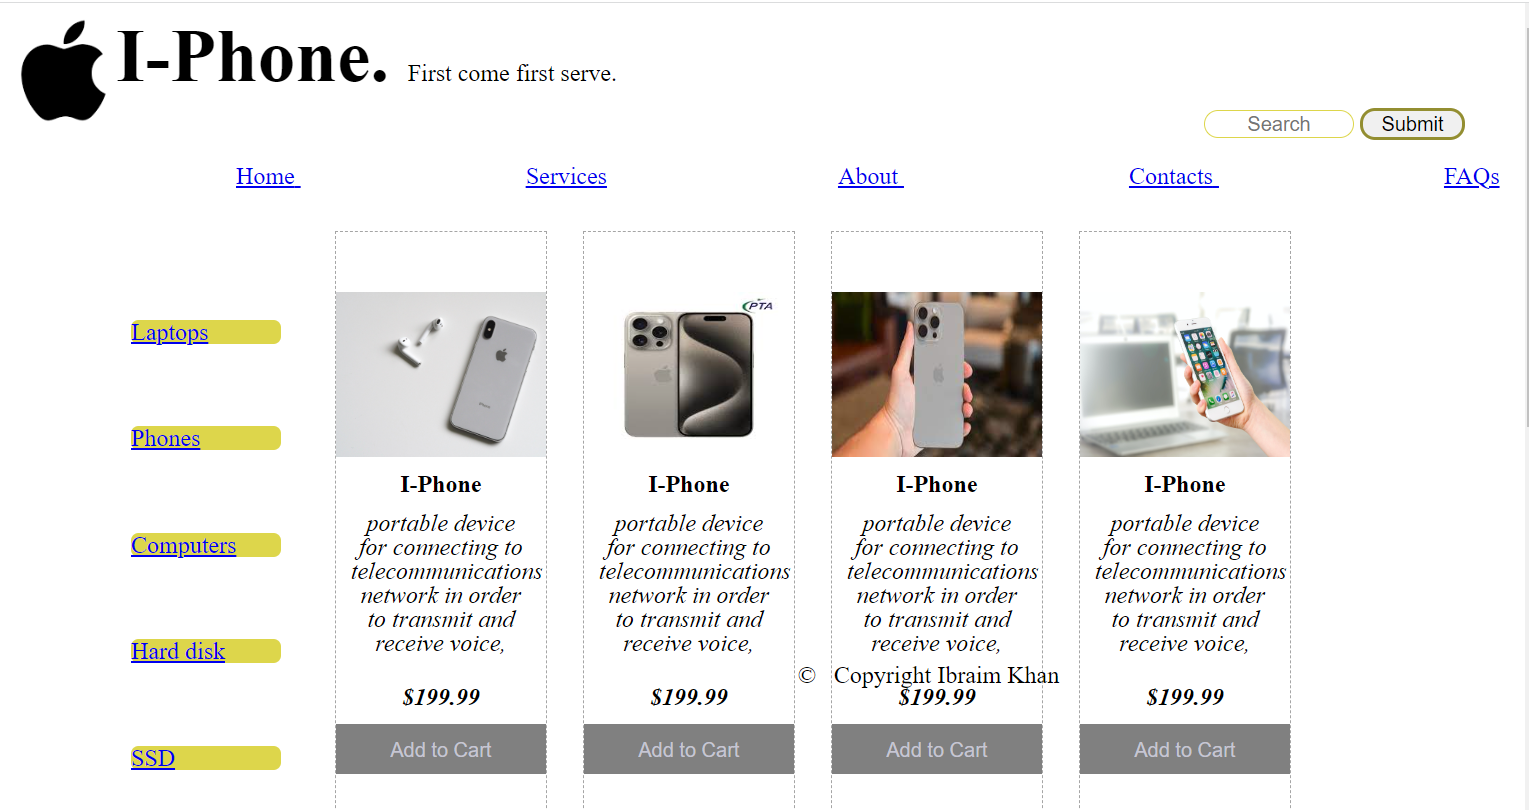 I-Phone. First come first serve.
Search Submit
Home Services About Contacts FAQs
Laptops
Phones
Computers
Hard disk
SSD
iPhone
I-Phone
portable device
for connecting to
telecommunications
network in order
to transmit and
receive voice,
$199.99
Add to Cart
PTA
I-Phone
portable device
for connecting to
telecommunications
network in order
to transmit and
receive voice,
$199.99
Add to Cart
I-Phone
portable device
for connecting to
telecommunications
network in order
to transmit and
receive voice,
$199.99
Add to Cart
I-Phone
portable device
for connecting to
telecommunications
network in order
to transmit and
receive voice,
$199.99
Add to Cart
© Copyright Ibraim Khan